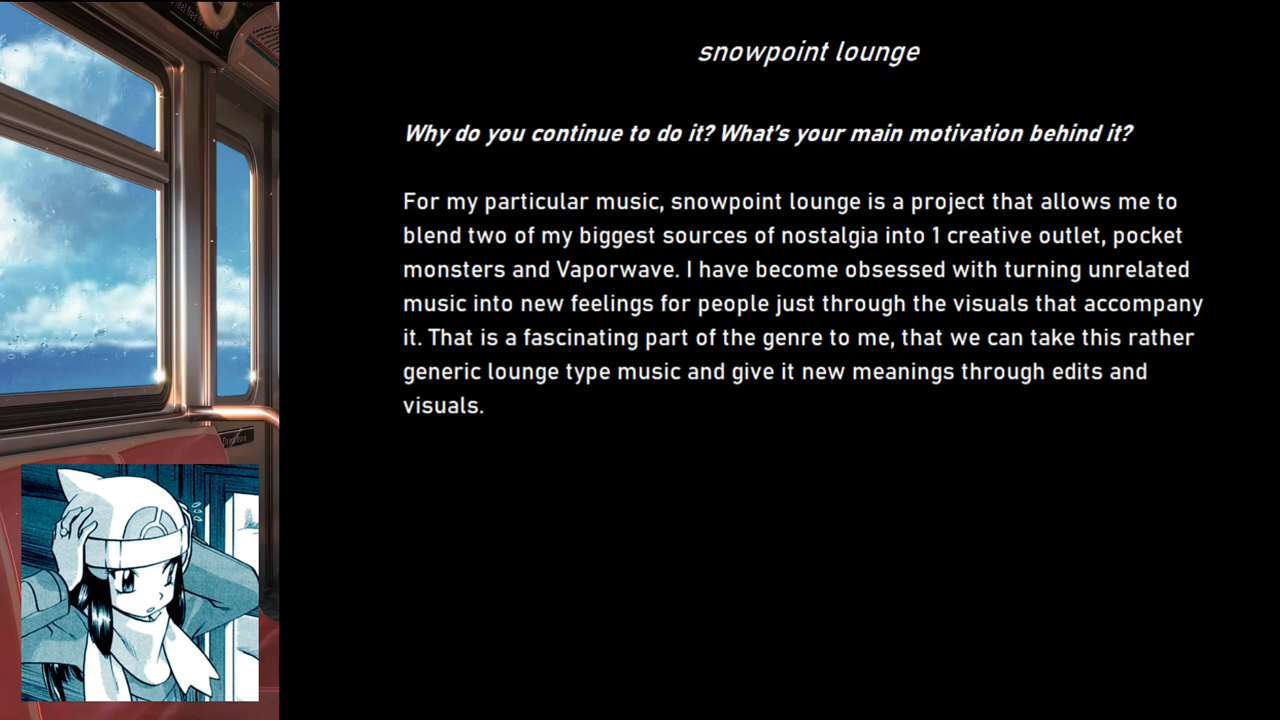 snowpoint lounge
Why do you continue to do it? What's your main motivation behind it?
For my particular music, snowpoint lounge is a project that allows me to
blend two of my biggest sources of nostalgia into 1 creative outlet, pocket
monsters and Vaporwave. I have become obsessed with turning unrelated
music into new feelings for people just through the visuals that accompany
it. That is a fascinating part of the genre to me, that we can take this rather
generic lounge type music and give it new meanings through edits and
visuals.